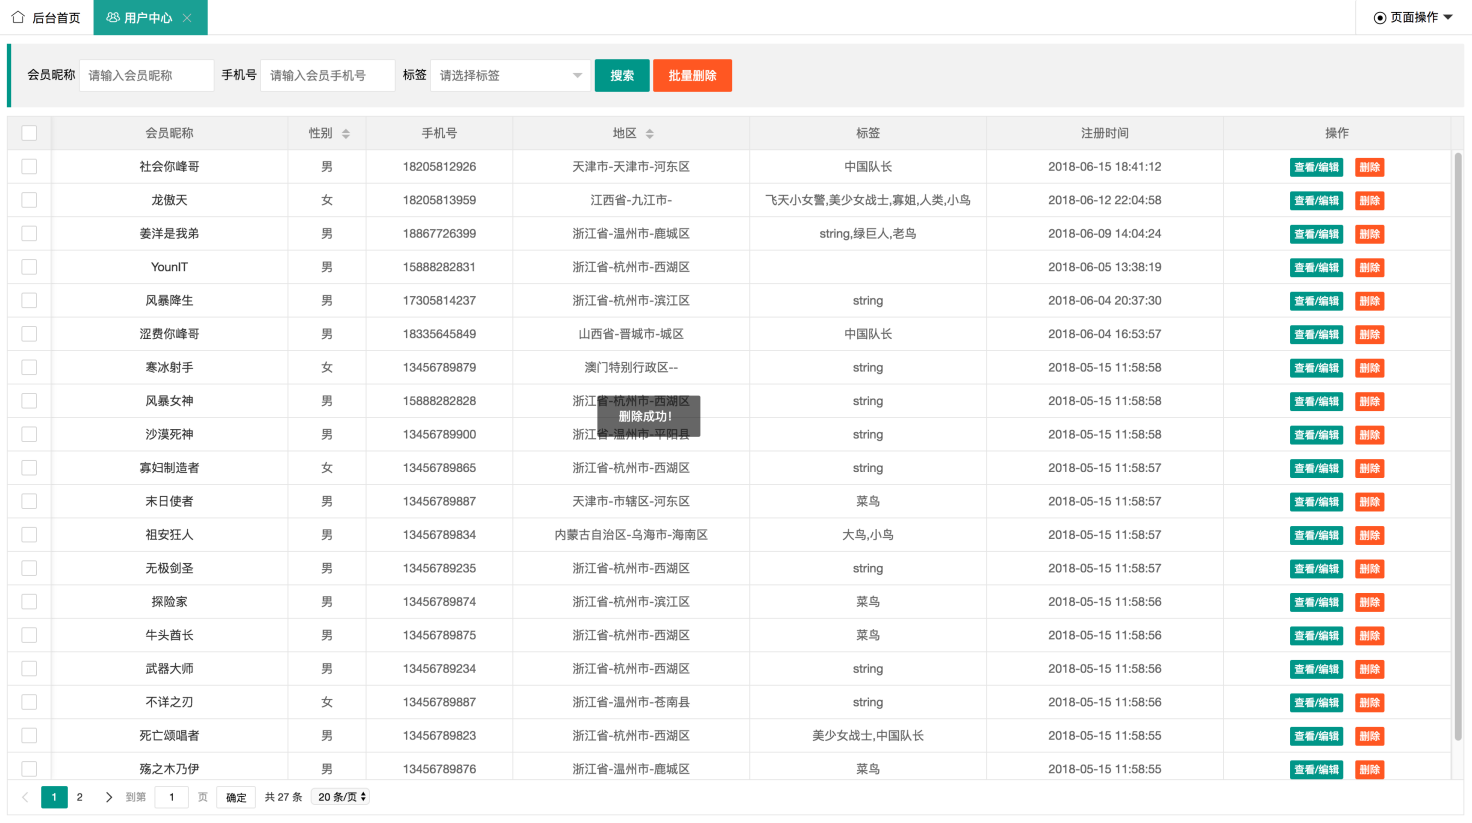 后台首页 用户中心 页面操作
会员昵称 请输入会员昵称 手机号 请输入会员手机号 标签 请选择标签 搜索 批量删除
会员昵称 性别 手机号 地区 标签 注册时间 操作
社会你峰哥 男 18205812926 天津市-天津市-河东区 中国队长 2018-06-15 18:41:12 查看/编辑 删除
龙傲天 女 18205813959 江西省-九江市- 飞天小女警,美少女战士,寡姐,人类,小鸟 2018-06-12 22:04:58 查看/编辑 删除
姜洋是我弟 男 18867726399 浙江省-温州市-鹿城区 string,绿巨人,老鸟 2018-06-09 14:04:24 查看/编辑 删除
YounIT 男 15888282831 浙江省-杭州市-西湖区 2018-06-05 13:38:19 查看/编辑 删除
风暴降生 男 17305814237 浙江省-杭州市-滨江区 string 2018-06-04 20:37:30 查看/编辑 删除
涩费你峰哥 男 18335645849 山西省-晋城市-城区 中国队长 2018-06-04 16:53:57 查看/编辑 删除
寒冰射手 女 13456789879 澳门特别行政区-- string 2018-05-15 11:58:58 查看/编辑 删除
风暴女神 男 15888282828 浙江省-杭州市-西湖区 string 2018-05-15 11:58:58 查看/编辑 删除
删除成功!
沙漠死神 男 13456789900 浙江省-温州市-平阳县 string 2018-05-15 11:58:58 查看/编辑 删除
寡妇制造者 女 13456789865 浙江省-杭州市-西湖区 string 2018-05-15 11:58:57 查看/编辑 删除
末日使者 男 13456789887 天津市-市辖区-河东区 菜鸟 2018-05-15 11:58:57 查看/编辑 删除
祖安狂人 男 13456789834 内蒙古自治区-乌海市-海南区 大鸟,小鸟 2018-05-15 11:58:57 查看/编辑 删除
无极剑圣 男 13456789235 浙江省-杭州市-西湖区 string 2018-05-15 11:58:57 查看/编辑 删除
探险家 男 13456789874 浙江省-杭州市-滨江区 菜鸟 2018-05-15 11:58:56 查看/编辑 删除
牛头酋长 男 13456789875 浙江省-杭州市-西湖区 菜鸟 2018-05-15 11:58:56 查看/编辑 删除
武器大师 男 13456789234 浙江省-杭州市-西湖区 string 2018-05-15 11:58:56 查看/编辑 删除
不详之刃 女 13456789887 浙江省-温州市-苍南县 string 2018-05-15 11:58:56 查看/编辑 删除
死亡颂唱者 男 13456789823 浙江省-杭州市-西湖区 美少女战士,中国队长 2018-05-15 11:58:55 查看/编辑 删除
殇之木乃伊 男 13456789876 浙江省-温州市-鹿城区 菜鸟 2018-05-15 11:58:55 查看/编辑 删除
1 2 到第 1 页 确定 共 27 条 20 条/页